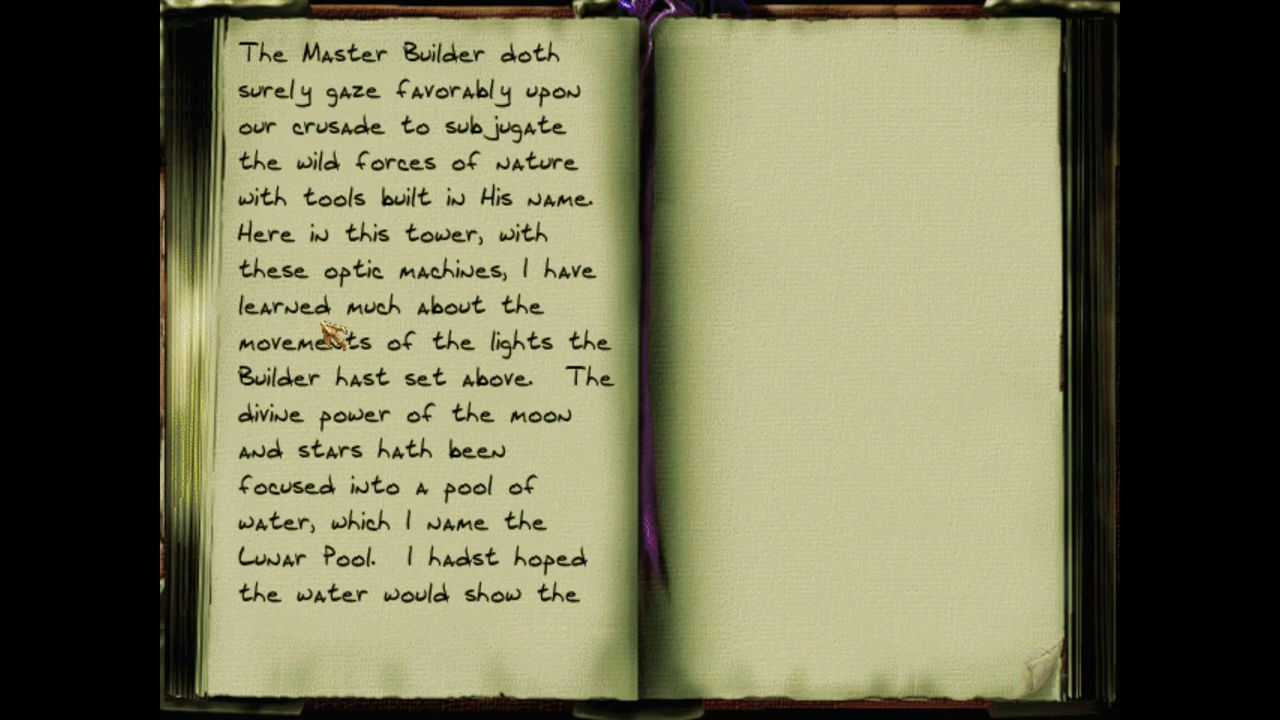 The Master Builder doth
surely gaze favorably upon
our crusade to subjugate
the wild forces of nature
with tools built in His name.
Here in this tower, with
these optic machines, I have
learned much about the
movements of the lights the
Builder hast set above. The
divine power of the moon
and stars hath been
focused into a pool of
water, which I name the
Lunar Pool. I hadst hoped
the water would show the